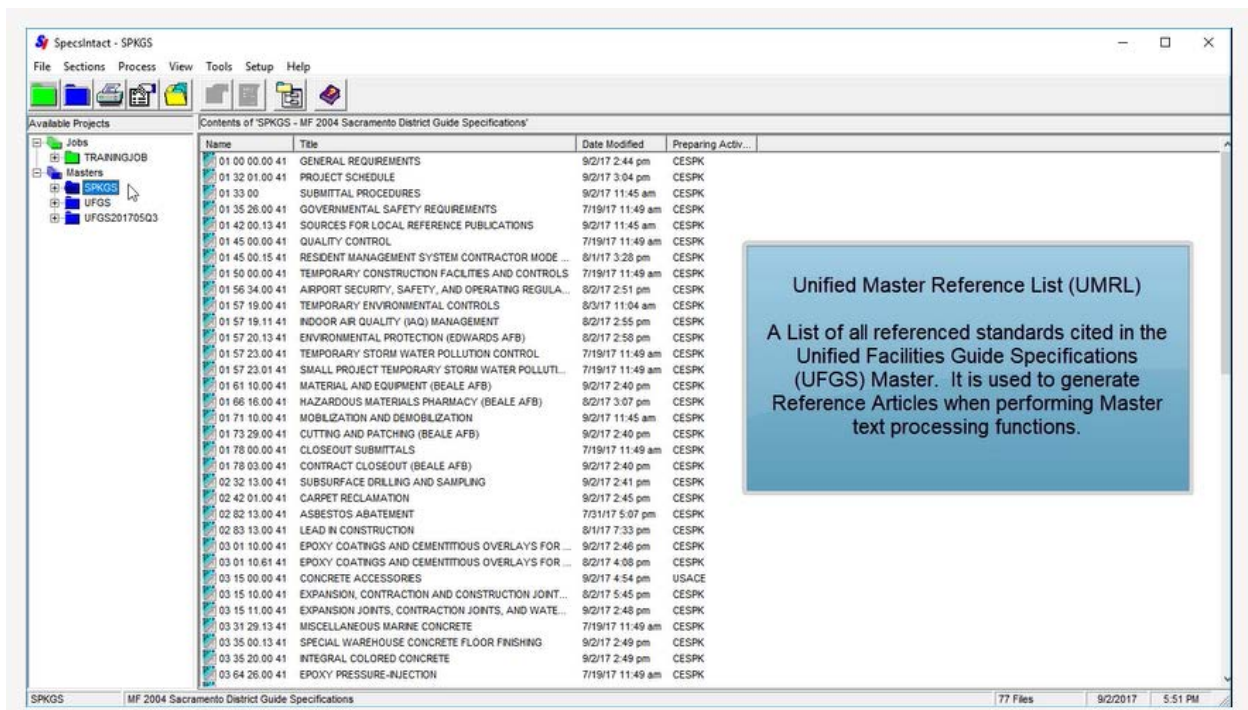 SpecsIntact - SPKGS
File Sections Process View Tools Setup Help
Available Projects
Contents of 'SPKGS - MF 2004 Sacramento District Guide Specifications'
Jobs
TRAININGJOB
Masters
SPKGS
UFGS
UFGS201705Q3
Name Title Date Modified Preparing Activ...
01 00 00.00 41 GENERAL REQUIREMENTS 9/2/17 2:44 pm CESPK
01 32 01.00 41 PROJECT SCHEDULE 9/2/17 3:04 pm CESPK
01 33 00 SUBMITTAL PROCEDURES 9/2/17 11:45 am CESPK
01 35 26.00 41 GOVERNMENTAL SAFETY REQUIREMENTS 7/19/17 11:49 am CESPK
01 42 00.13 41 SOURCES FOR LOCAL REFERENCE PUBLICATIONS 9/2/17 11:45 am CESPK
01 45 00.00 41 QUALITY CONTROL 7/19/17 11:49 am CESPK
01 45 00.15 41 RESIDENT MANAGEMENT SYSTEM CONTRACTOR MODE ... 8/1/17 3:28 pm CESPK
01 50 00.00 41 TEMPORARY CONSTRUCTION FACILITIES AND CONTROLS 7/19/17 11:49 am CESPK
01 56 34.00 41 AIRPORT SECURITY, SAFETY, AND OPERATING REGULA... 8/2/17 2:51 pm CESPK
01 57 19.00 41 TEMPORARY ENVIRONMENTAL CONTROLS 8/3/17 11:04 am CESPK
01 57 19.11 41 INDOOR AIR QUALITY (IAQ) MANAGEMENT 8/2/17 2:55 pm CESPK
01 57 20.13 41 ENVIRONMENTAL PROTECTION (EDWARDS AFB) 8/2/17 2:58 pm CESPK
01 57 23.00 41 TEMPORARY STORM WATER POLLUTION CONTROL 7/19/17 11:49 am CESPK
01 57 23.01 41 SMALL PROJECT TEMPORARY STORM WATER POLLUTI... 7/19/17 11:49 am CESPK
01 61 10.00 41 MATERIAL AND EQUIPMENT (BEALE AFB) 9/2/17 2:40 pm CESPK
01 66 16.00 41 HAZARDOUS MATERIALS PHARMACY (BEALE AFB) 8/2/17 3:07 pm CESPK
01 71 10.00 41 MOBILIZATION AND DEMOBILIZATION 9/2/17 11:45 am CESPK
01 73 29.00 41 CUTTING AND PATCHING (BEALE AFB) 9/2/17 2:40 pm CESPK
01 78 00.00 41 CLOSEOUT SUBMITTALS 7/19/17 11:49 am CESPK
01 78 03.00 41 CONTRACT CLOSEOUT (BEALE AFB) 9/2/17 2:40 pm CESPK
02 32 13.00 41 SUBSURFACE DRILLING AND SAMPLING 9/2/17 2:41 pm CESPK
02 42 01.00 41 CARPET RECLAMATION 9/2/17 2:45 pm CESPK
02 82 13.00 41 ASBESTOS ABATEMENT 7/31/17 5:07 pm CESPK
02 83 13.00 41 LEAD IN CONSTRUCTION 8/1/17 7:33 pm CESPK
03 01 10.00 41 EPOXY COATINGS AND CEMENTITIOUS OVERLAYS FOR ... 9/2/17 2:46 pm CESPK
03 01 10.61 41 EPOXY COATINGS AND CEMENTITIOUS OVERLAYS FOR ... 8/2/17 4:08 pm CESPK
03 15 00.00 41 CONCRETE ACCESSORIES 9/2/17 4:54 pm USACE
03 15 10.00 41 EXPANSION, CONTRACTION AND CONSTRUCTION JOINT... 8/2/17 5:45 pm CESPK
03 15 11.00 41 EXPANSION JOINTS, CONTRACTION JOINTS, AND WATE... 9/2/17 2:48 pm CESPK
03 31 29.13 41 MISCELLANEOUS MARINE CONCRETE 7/19/17 11:49 am CESPK
03 35 00.13 41 SPECIAL WAREHOUSE CONCRETE FLOOR FINISHING 9/2/17 2:49 pm CESPK
03 35 20.00 41 INTEGRAL COLORED CONCRETE 9/2/17 2:49 pm CESPK
03 64 26.00 41 EPOXY PRESSURE-INJECTION 7/19/17 11:49 am CESPK
Unified Master Reference List (UMRL)
A List of all referenced standards cited in the
Unified Facilities Guide Specifications
(UFGS) Master. It is used to generate
Reference Articles when performing Master
text processing functions.
SPKGS MF 2004 Sacramento District Guide Specifications 77 Files 9/2/2017 5:51 PM